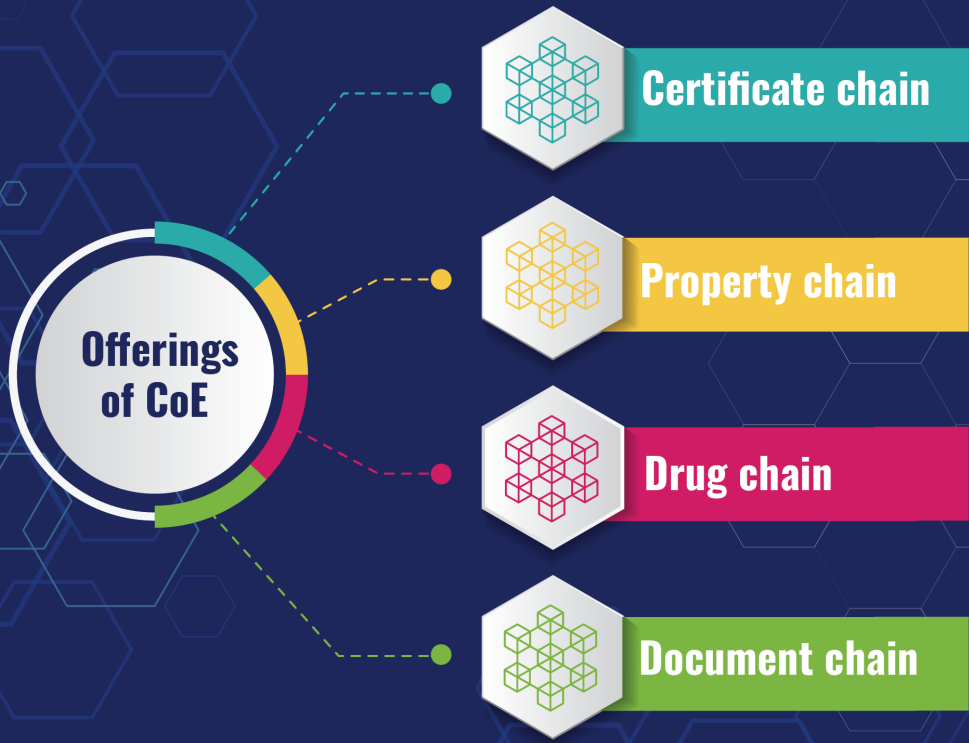 Certificate chain
Property chain
Offerings
of CoE
Drug chain
Document chain